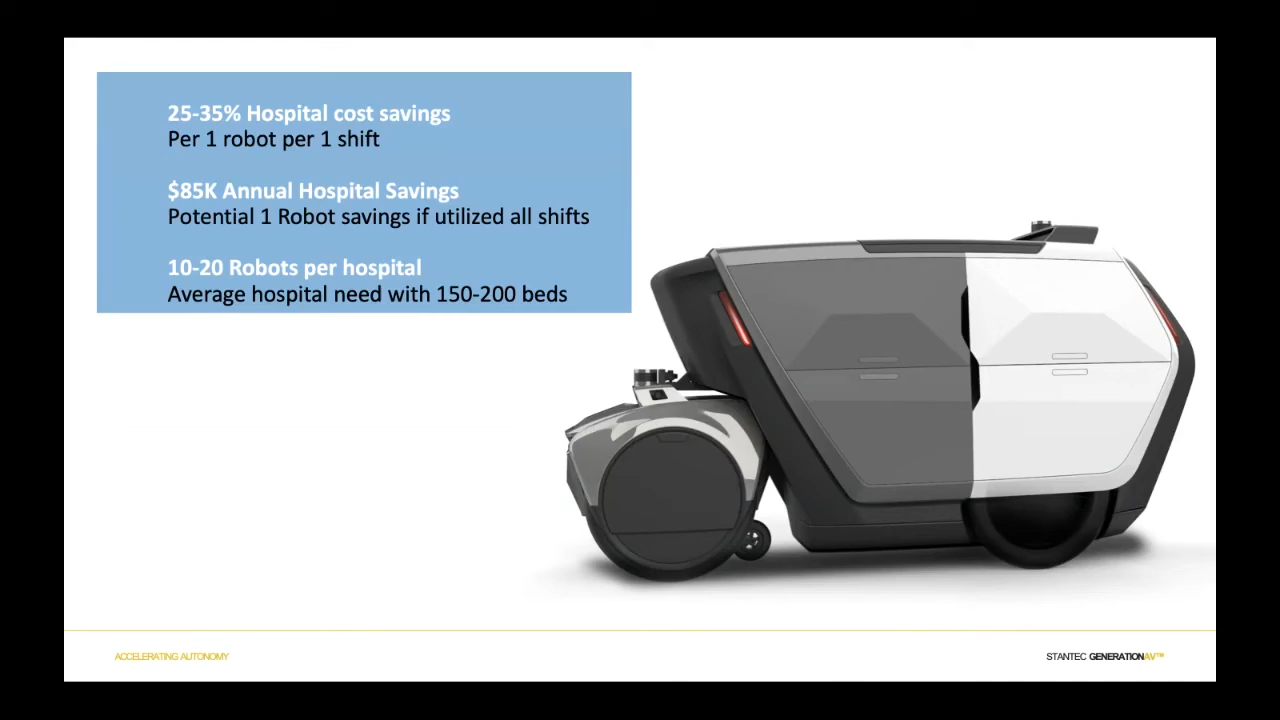 25-35% Hospital cost savings
Per 1 robot per 1 shift
$85K Annual Hospital Savings
Potential 1 Robot savings if utilized all shifts
10-20 Robots per hospital
Average hospital need with 150-200 beds
ACCELERATING AUTONOMY
STANTEC GENERATIONAV™